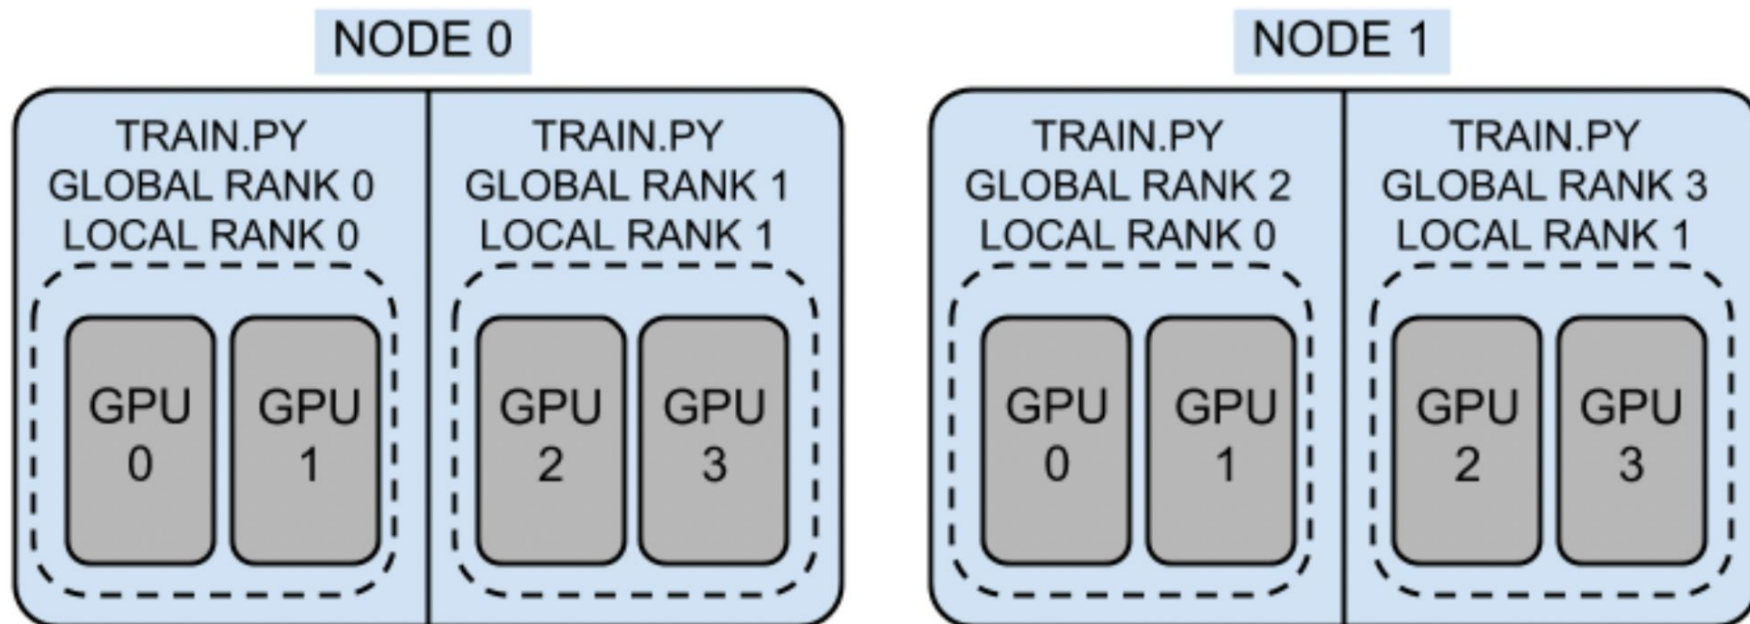 NODE 0
TRAIN.PY
GLOBAL RANK 0
LOCAL RANK 0
GPU
0
GPU
1
TRAIN.PY
GLOBAL RANK 1
LOCAL RANK 1
GPU
2
GPU
3
NODE 1
TRAIN.PY
GLOBAL RANK 2
LOCAL RANK 0
GPU
0
GPU
1
TRAIN.PY
GLOBAL RANK 3
LOCAL RANK 1
GPU
2
GPU
3